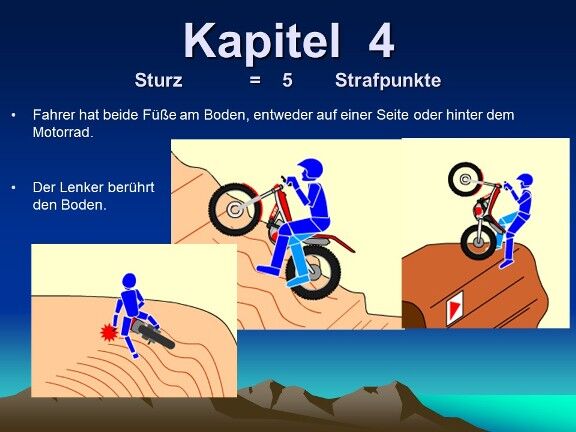 Kapitel 4
Sturz = 5 Strafpunkte
• Fahrer hat beide Füße am Boden, entweder auf einer Seite oder hinter dem
Motorrad.
• Der Lenker berührt
den Boden.